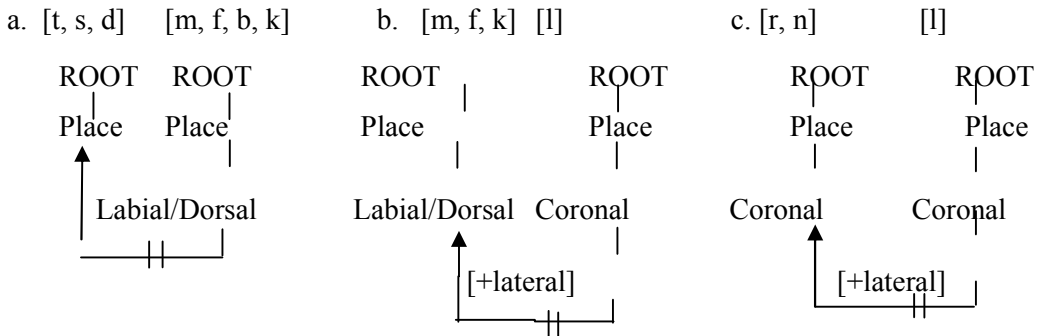 a. [t, s, d] [m, f, b, k] b. [m, f, k] [l] c. [r, n] [l]
ROOT ROOT ROOT ROOT ROOT ROOT
Place Place Place Place Place Place
Labial/Dorsal Labial/Dorsal Coronal Coronal Coronal
[+lateral] [+lateral]